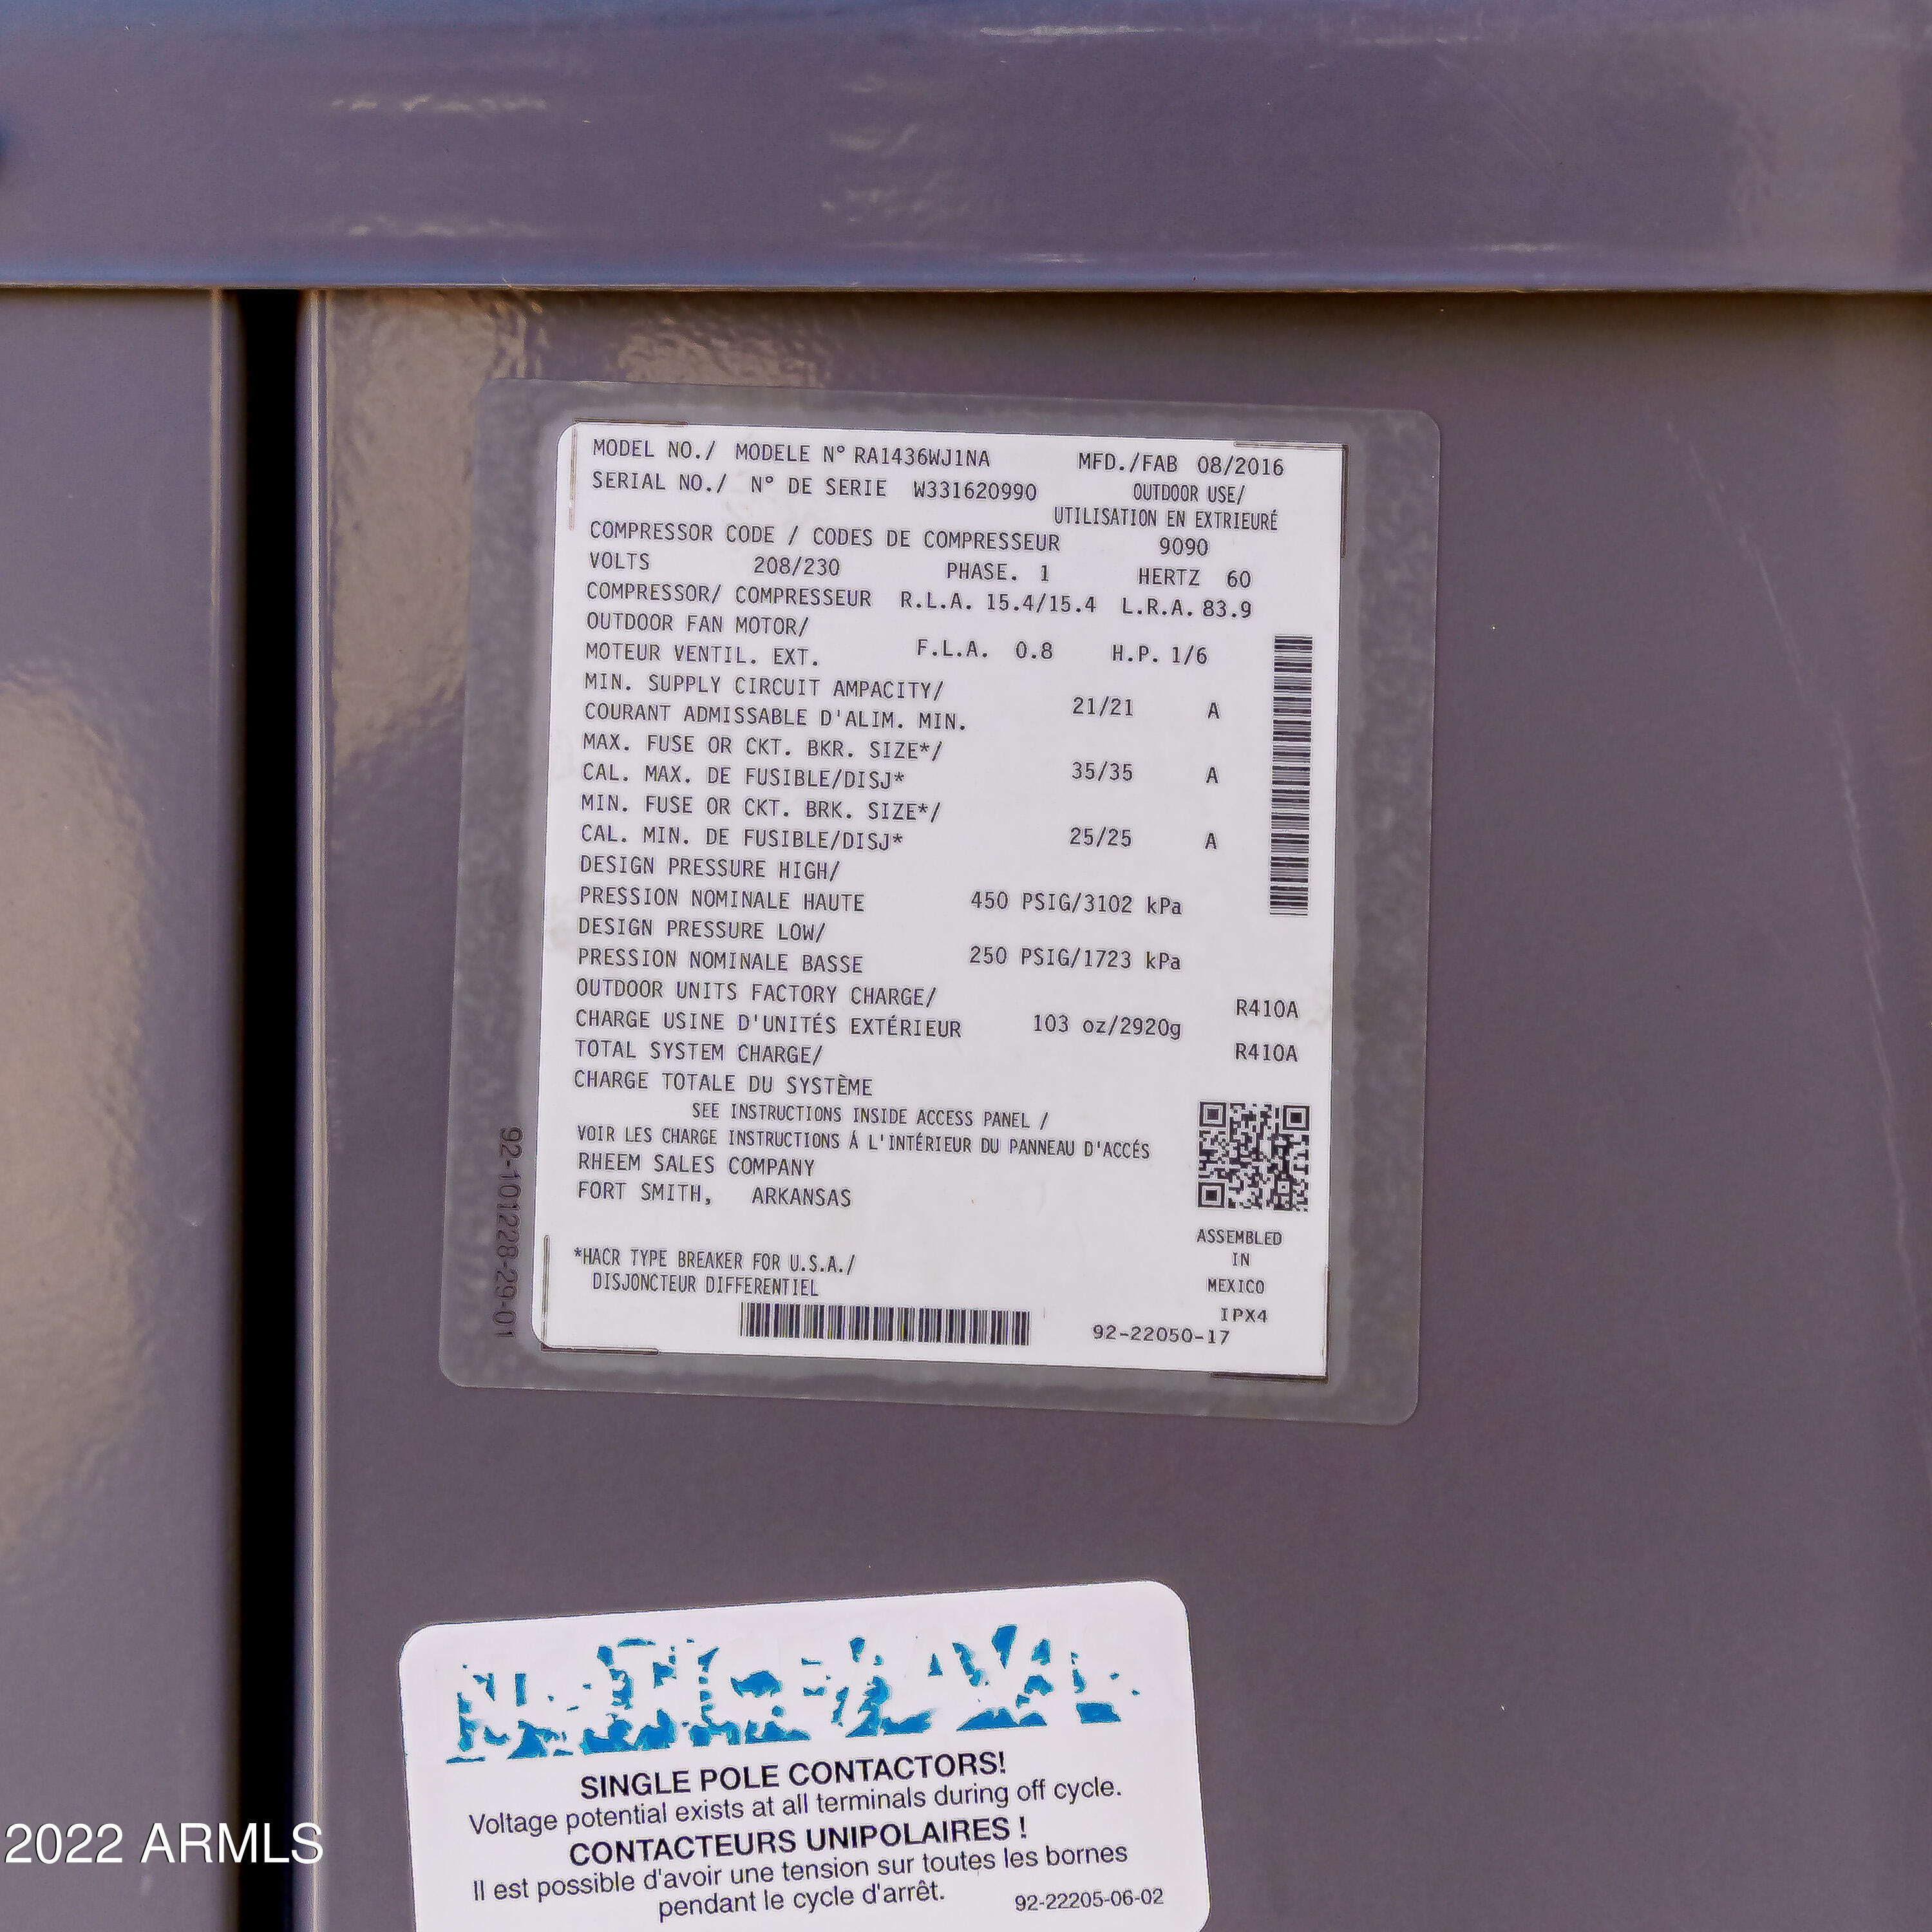 MODEL NO./ MODELE N° RA1436WJ1NA MFD./FAB 08/2016
SERIAL NO./ N° DE SERIE W331620990 OUTDOOR USE/
UTILISATION EN EXTRIEURÉ
COMPRESSOR CODE / CODES DE COMPRESSEUR 9090
VOLTS 208/230 PHASE. 1 HERTZ 60
COMPRESSOR/ COMPRESSEUR R.L.A. 15.4/15.4 L.R.A. 83.9
OUTDOOR FAN MOTOR/
MOTEUR VENTIL. EXT. F.L.A. 0.8 H.P. 1/6
MIN. SUPPLY CIRCUIT AMPACITY/
COURANT ADMISSABLE D'ALIM. MIN. 21/21 A
MAX. FUSE OR CKT. BKR. SIZE*/
CAL. MAX. DE FUSIBLE/DISJ* 35/35 A
MIN. FUSE OR CKT. BRK. SIZE*/
CAL. MIN. DE FUSIBLE/DISJ* 25/25 A
DESIGN PRESSURE HIGH/
PRESSION NOMINALE HAUTE 450 PSIG/3102 kPa
DESIGN PRESSURE LOW/
PRESSION NOMINALE BASSE 250 PSIG/1723 kPa
OUTDOOR UNITS FACTORY CHARGE/ R410A
CHARGE USINE D'UNITÉS EXTÉRIEUR 103 oz/2920g
TOTAL SYSTEM CHARGE/ R410A
CHARGE TOTALE DU SYSTÈME
SEE INSTRUCTIONS INSIDE ACCESS PANEL /
VOIR LES CHARGE INSTRUCTIONS Á L'INTÉRIEUR DU PANNEAU D'ACCÉS
RHEEM SALES COMPANY
FORT SMITH, ARKANSAS
ASSEMBLED
IN
MEXICO
*HACR TYPE BREAKER FOR U.S.A./
DISJONCTEUR DIFFERENTIEL
IPX4
92-22050-17
92-101228-29-01
SINGLE POLE CONTACTORS!
Voltage potential exists at all terminals during off cycle.
CONTACTEURS UNIPOLAIRES !
Il est possible d'avoir une tension sur toutes les bornes
pendant le cycle d'arrêt. 92-22205-06-02
2022 ARMLS